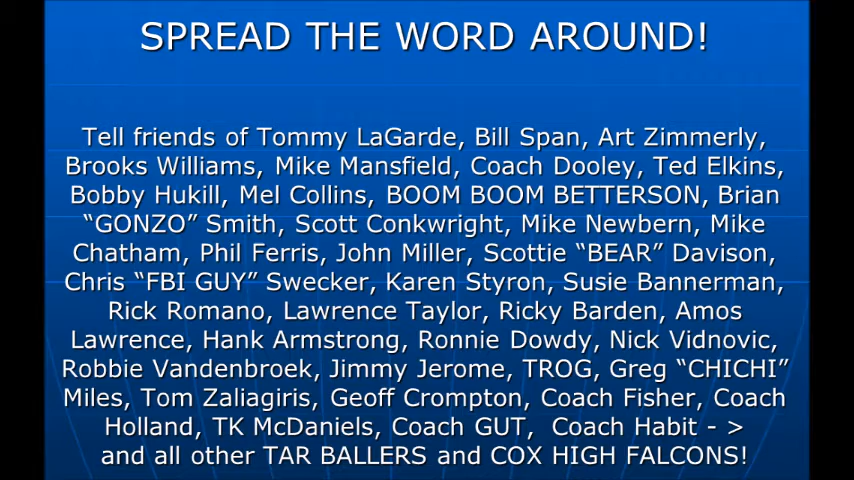 SPREAD THE WORD AROUND!
Tell friends of Tommy LaGarde, Bill Span, Art Zimmerly,
Brooks Williams, Mike Mansfield, Coach Dooley, Ted Elkins,
Bobby Hukill, Mel Collins, BOOM BOOM BETTERSON, Brian
“GONZO” Smith, Scott Conkwright, Mike Newbern, Mike
Chatham, Phil Ferris, John Miller, Scottie “BEAR” Davison,
Chris “FBI GUY” Swecker, Karen Styron, Susie Bannerman,
Rick Romano, Lawrence Taylor, Ricky Barden, Amos
Lawrence, Hank Armstrong, Ronnie Dowdy, Nick Vidnovic,
Robbie Vandenbroek, Jimmy Jerome, TROG, Greg “CHICHI”
Miles, Tom Zaliagiris, Geoff Crompton, Coach Fisher, Coach
Holland, TK McDaniels, Coach GUT,  Coach Habit - >
and all other TAR BALLERS and COX HIGH FALCONS!